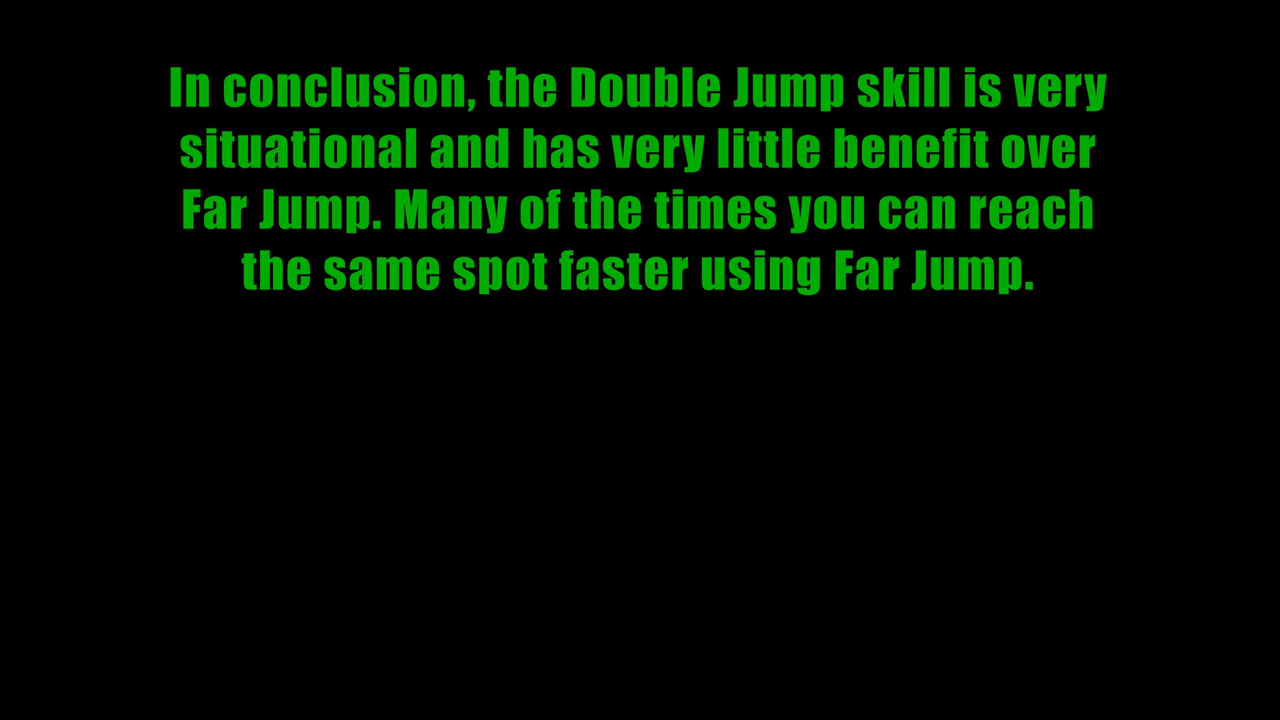 In conclusion, the Double Jump skill is very
situational and has very little benefit over
Far Jump. Many of the times you can reach
the same spot faster using Far Jump.